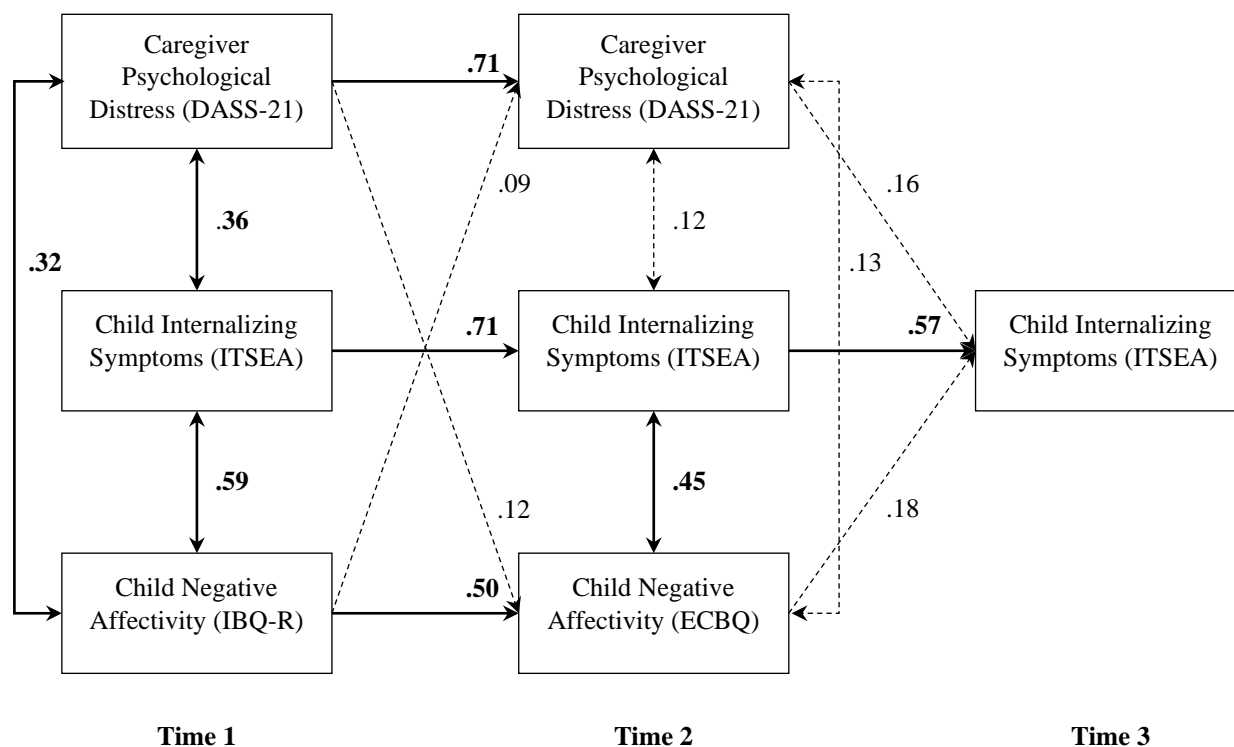 Caregiver
Psychological
Distress (DASS-21)
.71
Caregiver
Psychological
Distress (DASS-21)
.09
.16
.36
.12
.32
.13
Child Internalizing
Symptoms (ITSEA)
.71
Child Internalizing
Symptoms (ITSEA)
.57
Child Internalizing
Symptoms (ITSEA)
.59
.12
.45
.18
Child Negative
Affectivity (IBQ-R)
.50
Child Negative
Affectivity (ECBQ)
Time 1
Time 2
Time 3